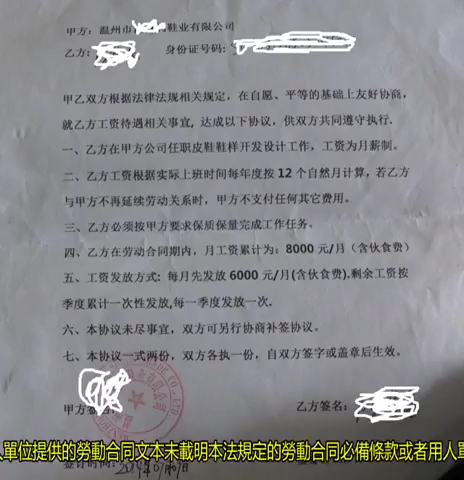 甲方：温州市 鞋业有限公司
乙方： 身份证号码：
甲乙双方根据法律法规相关规定，在自愿、平等的基础上友好协商，
就乙方工资待遇相关事宜，达成以下协议，供双方共同遵守执行.
一、乙方在甲方公司任职皮鞋鞋样开发设计工作，工资为月薪制。
二、乙方工资根据实际上班时间每年度按 12 个自然月计算，若乙方
与甲方不再延续劳动关系时，甲方不支付任何其它费用。
三、乙方必须按甲方要求保质保量完成工作任务。
四、乙方在劳动合同期内，月工资累计为：8000 元/月（含伙食费）
五、工资发放方式: 每月先发放 6000 元/月(含伙食费).剩余工资按
季度累计一次性发放,每一季度发放一次.
六、本协议未尽事宜，双方可另行协商补签协议。
七、本协议一式两份，双方各执一份，自双方签字或盖章后生效。
甲方 乙方签名：
單位提供的勞動合同文本未載明本法規定的勞動合同必備條款或者用人單
签订时间: